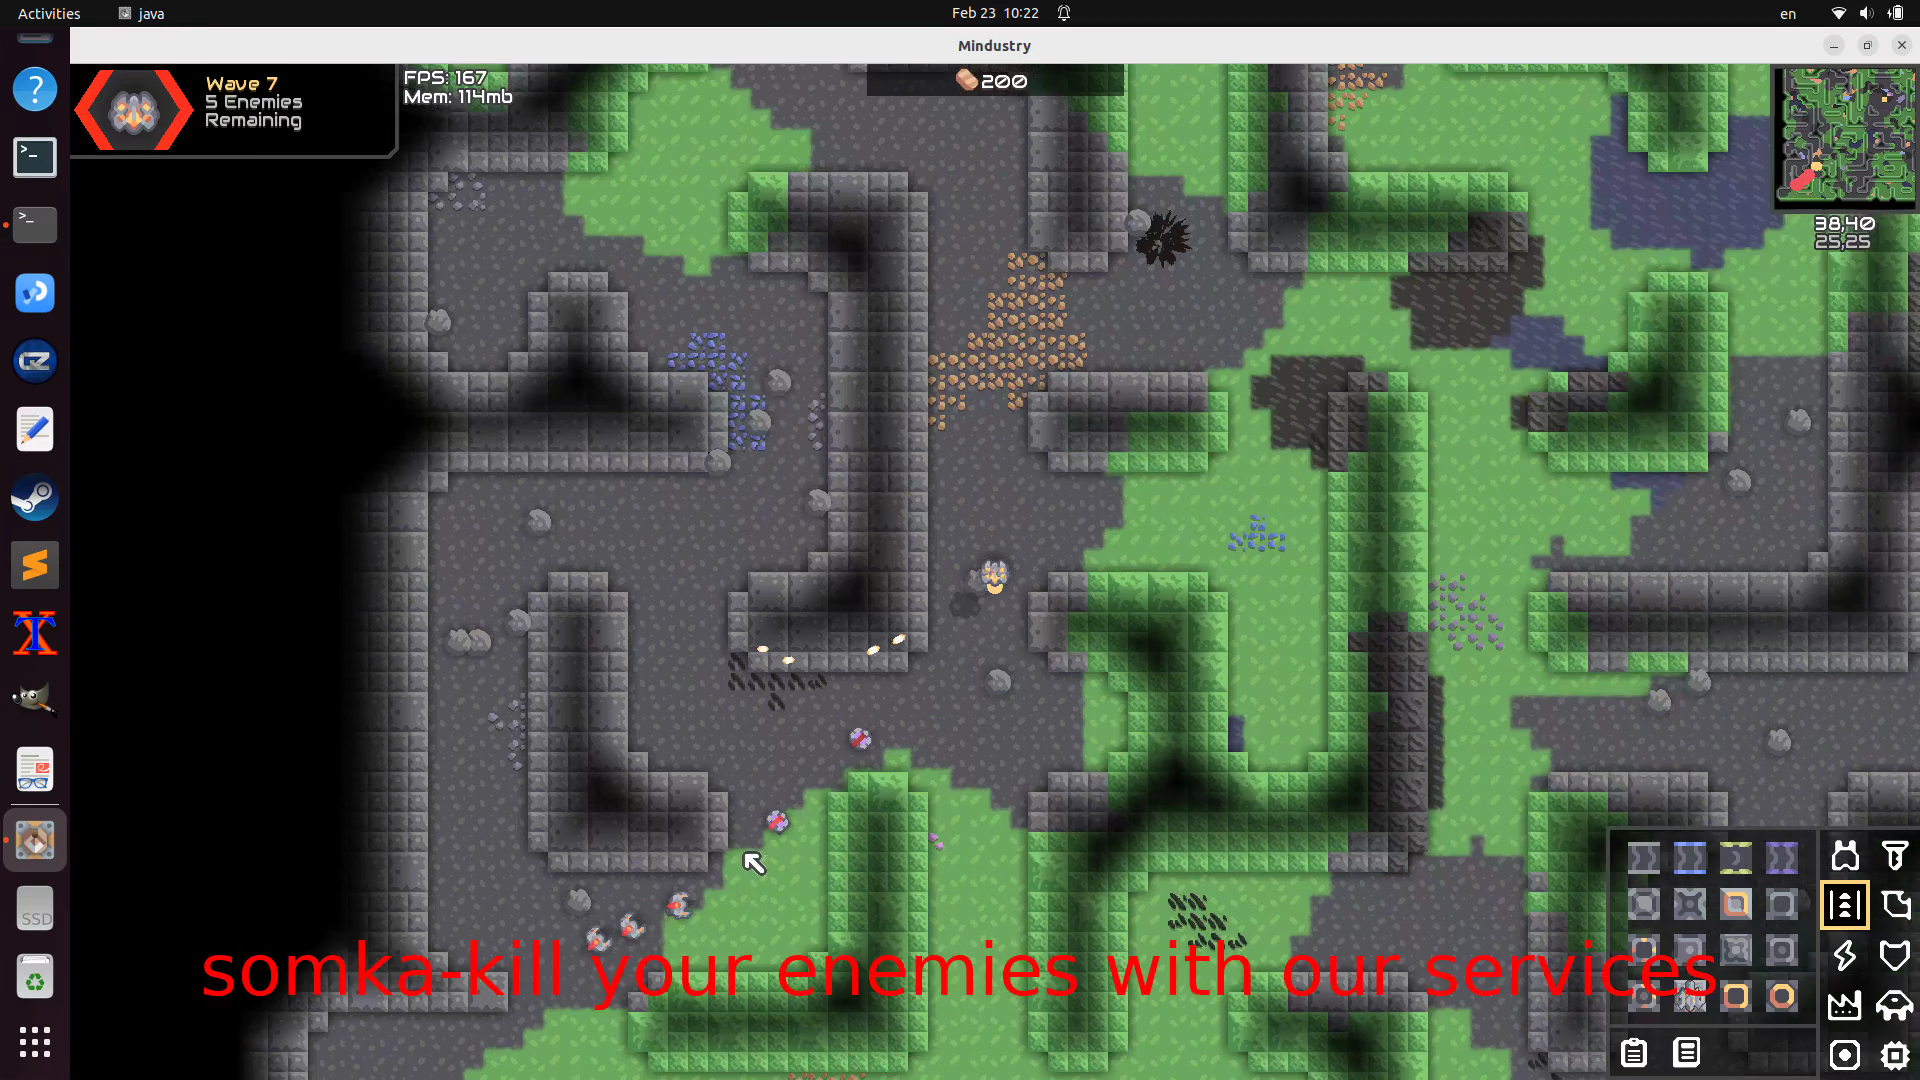 Activities
java
Feb 23 10:22
en
Mindustry
Wave 7
5 Enemies
Remaining
FPS: 167
Mem: 114mb
200
38,40
25,25
SSD
somka-kill your enemies with our services